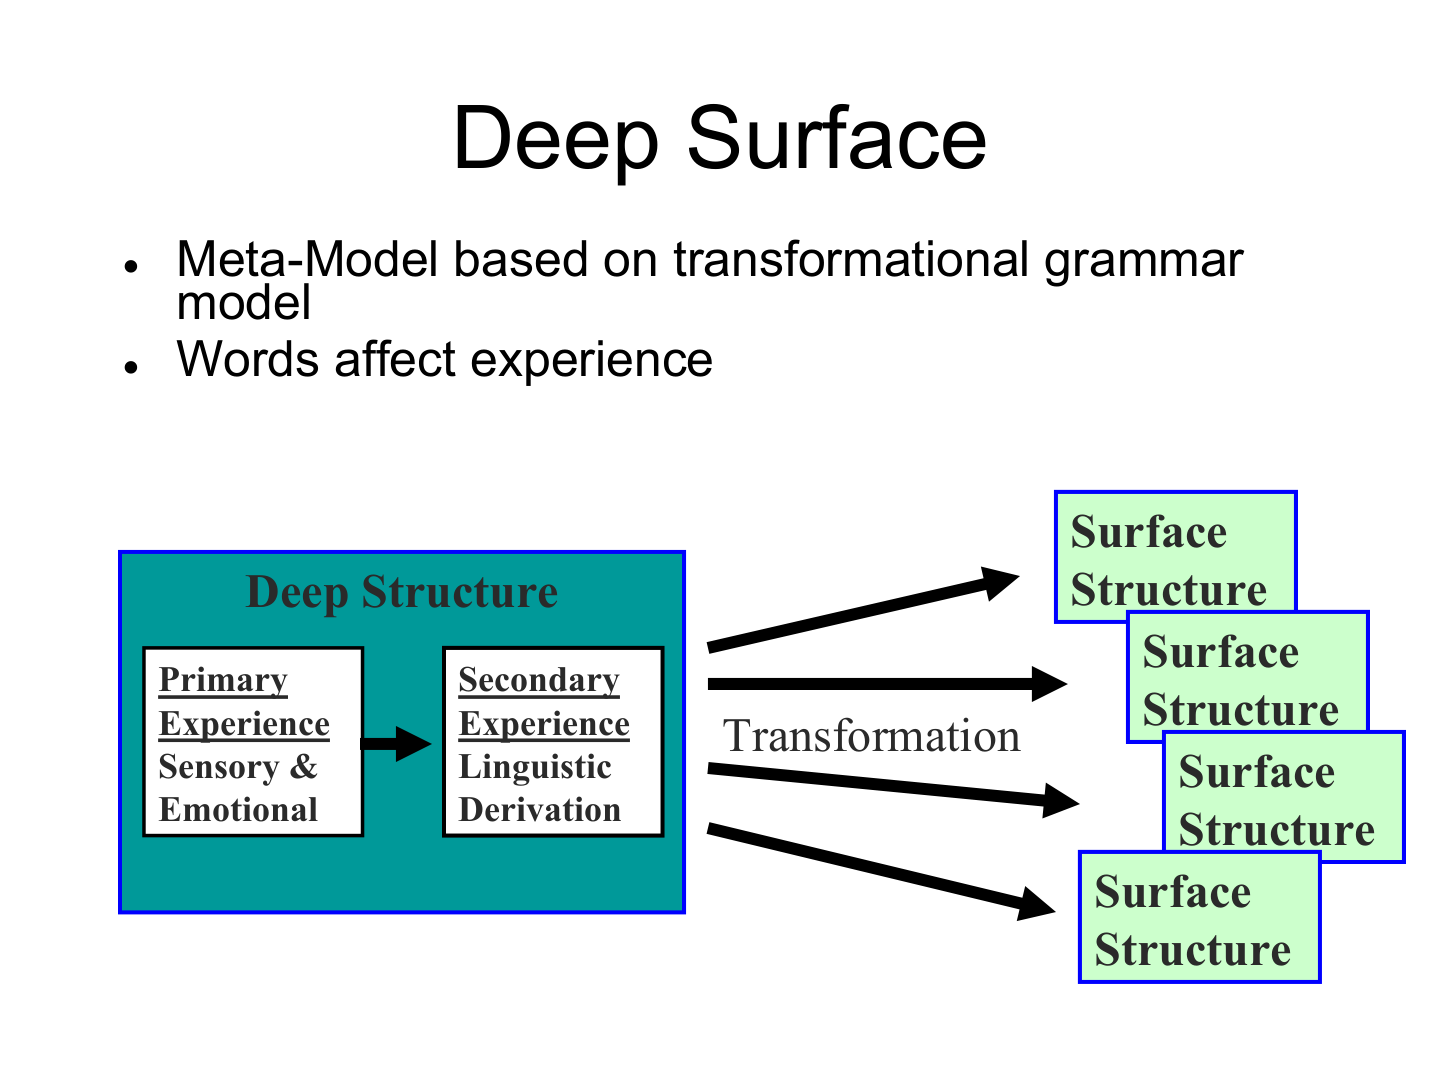 Deep Surface
Meta-Model based on transformational grammar
model
Words affect experience
Deep Structure
Primary
Experience
Sensory &
Emotional
Secondary
Experience
Linguistic
Derivation
Transformation
Surface
Structure
Surface
Structure
Surface
Structure
Surface
Structure